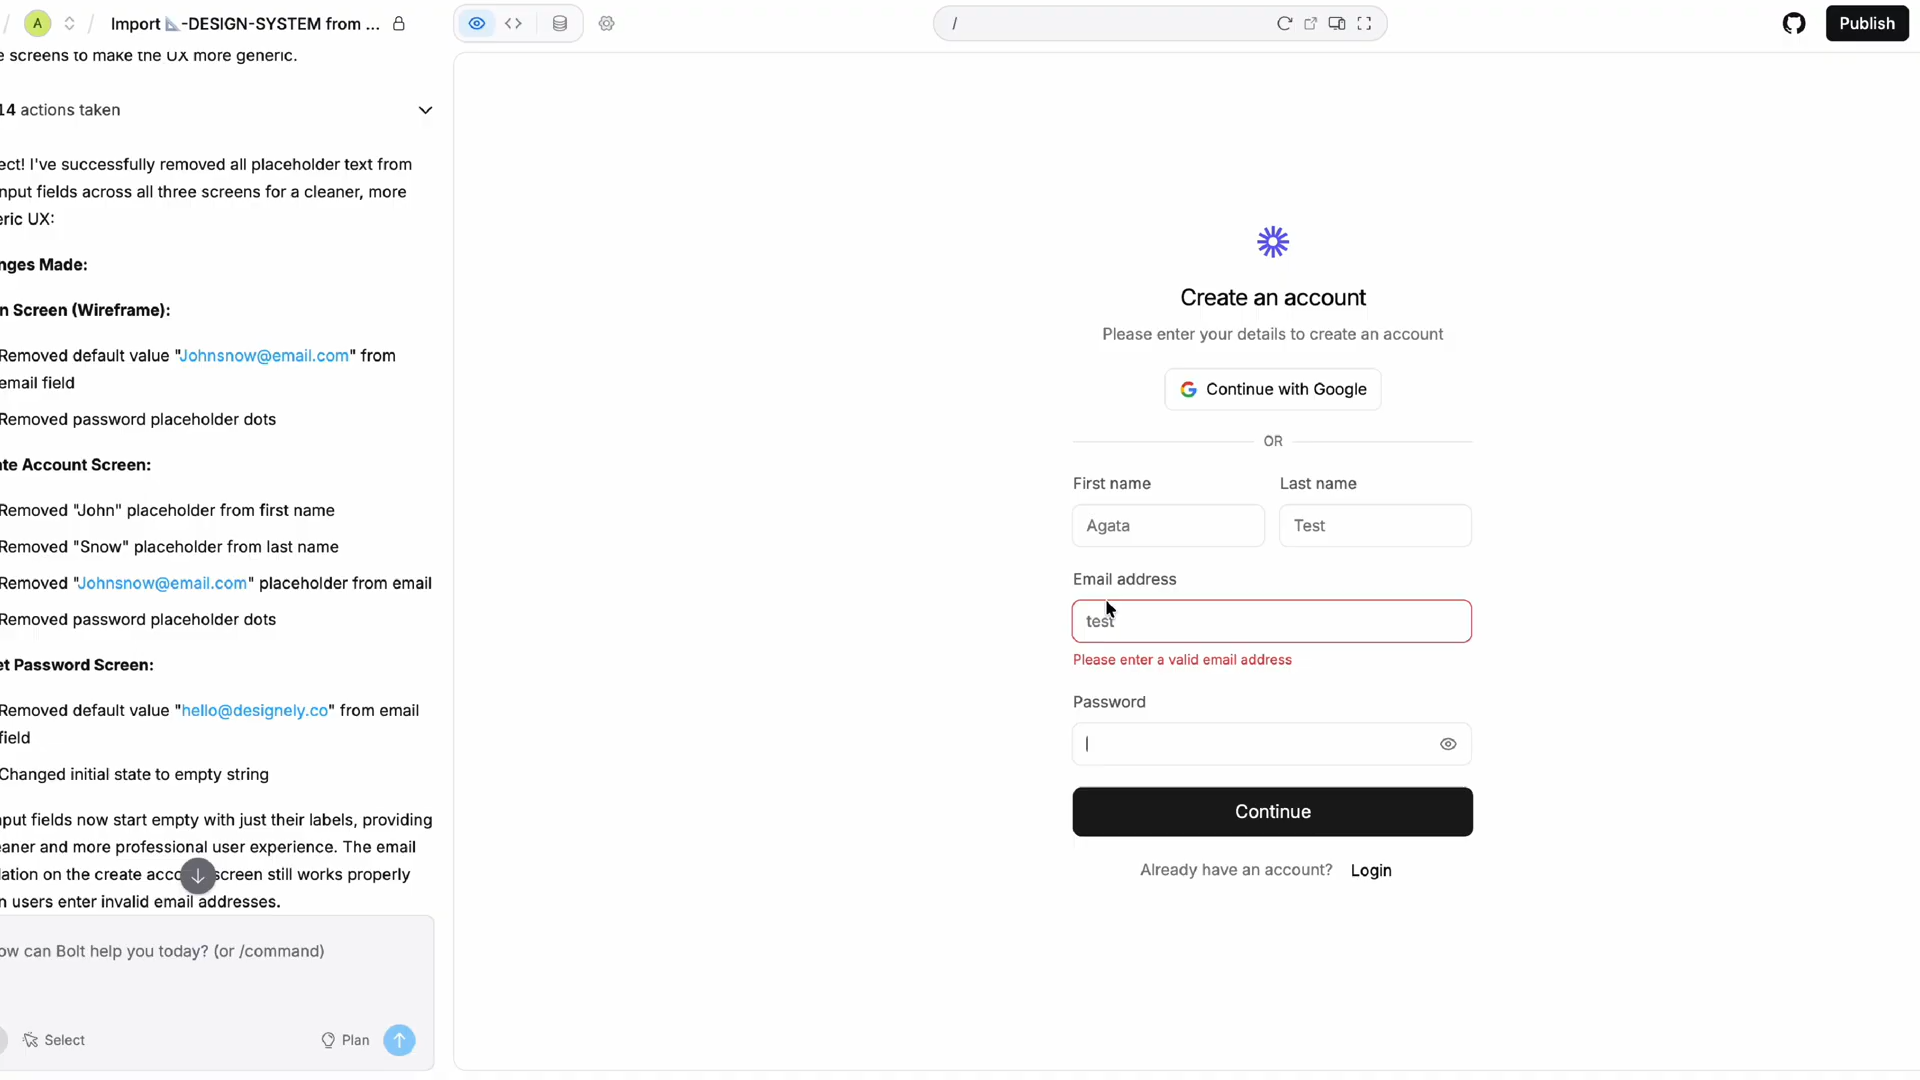 A
Import -DESIGN-SYSTEM from ...
/
Publish
e screens to make the UX more generic.
14 actions taken
ect! I've successfully removed all placeholder text from
nput fields across all three screens for a cleaner, more
eric UX:
nges Made:
n Screen (Wireframe):
Removed default value "Johnsnow@email.com" from
email field
Removed password placeholder dots
ate Account Screen:
Removed "John" placeholder from first name
Removed "Snow" placeholder from last name
Removed "Johnsnow@email.com" placeholder from email
Removed password placeholder dots
et Password Screen:
Removed default value "hello@designely.co" from email
field
Changed initial state to empty string
put fields now start empty with just their labels, providing
eaner and more professional user experience. The email
dation on the create acco screen still works properly
n users enter invalid email addresses.
ow can Bolt help you today? (or /command)
Select
Plan
Create an account
Please enter your details to create an account
Continue with Google
OR
First name
Last name
Agata
Test
Email address
test
Please enter a valid email address
Password
Continue
Already have an account? Login